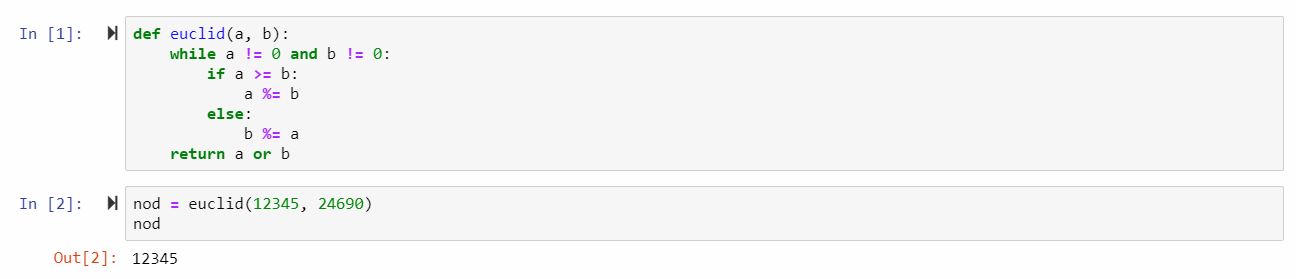 In [1]: def euclid(a, b):
    while a != 0 and b != 0:
        if a >= b:
            a %= b
        else:
            b %= a
    return a or b
In [2]: nod = euclid(12345, 24690)
nod
Out[2]: 12345